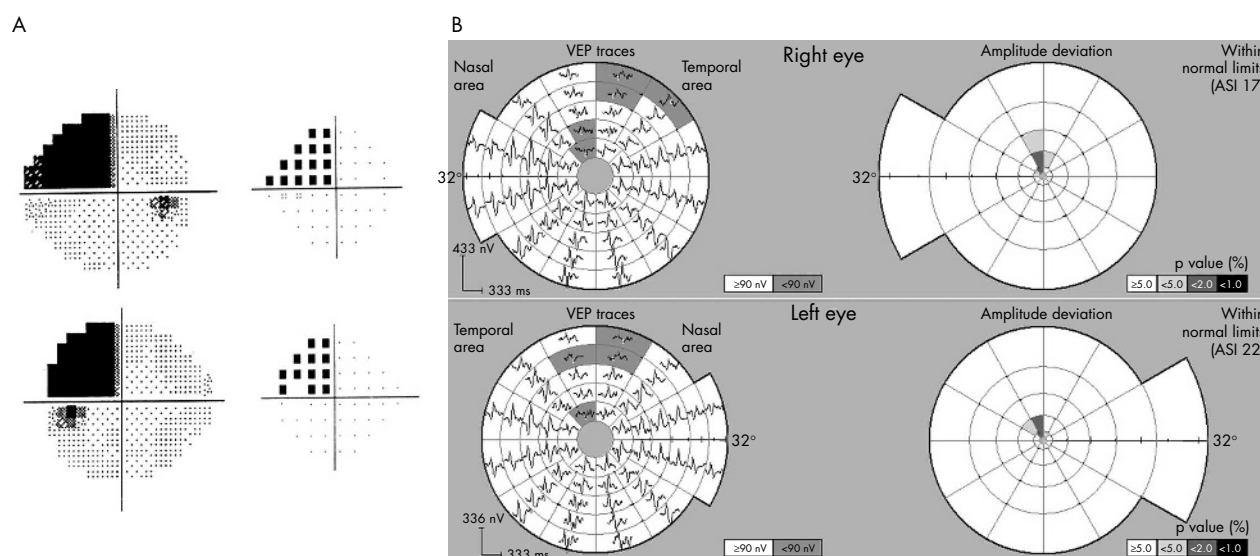 A
B
VEP traces
Right eye
Amplitude deviation
Within
normal limit
(ASI 17
Nasal
area
Temporal
area
32°
32°
433 nV
333 ms
≥90 nV
<90 nV
p value (%)
≥5.0
<5.0
<2.0
<1.0
VEP traces
Left eye
Amplitude deviation
Within
normal limit
(ASI 22
Temporal
area
Nasal
area
32°
32°
336 nV
333 ms
≥90 nV
<90 nV
p value (%)
≥5.0
<5.0
<2.0
<1.0